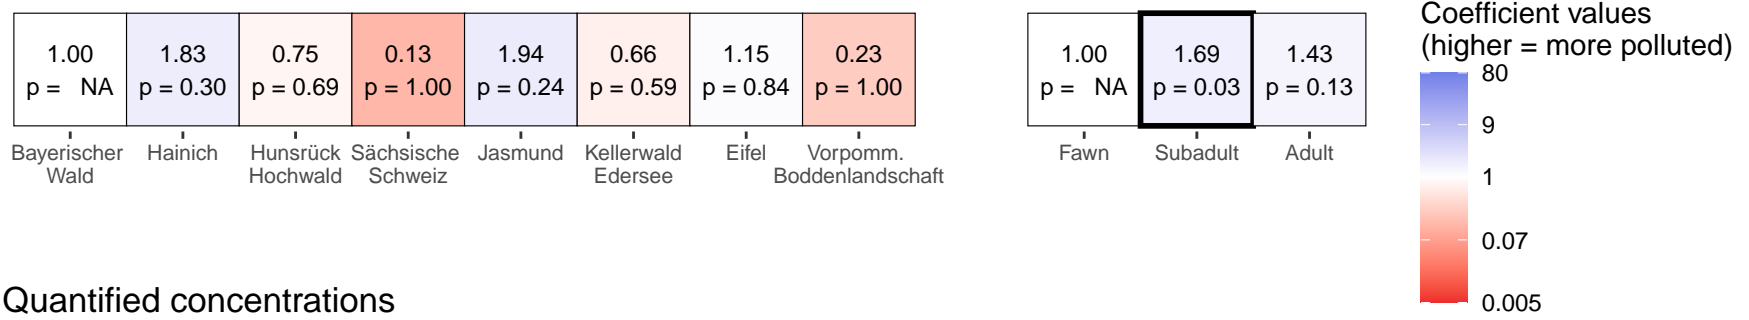 1.00 1.83 0.75 0.13 1.94 0.66 1.15 0.23
p = NA p = 0.30 p = 0.69 p = 1.00 p = 0.24 p = 0.59 p = 0.84 p = 1.00
Bayerischer Hainich Hunsrück Sächsische Jasmund Kellerwald Eifel Vorpomm.
Wald Hochwald Schweiz Edersee Boddenlandschaft
1.00 1.69 1.43
p = NA p = 0.03 p = 0.13
Fawn Subadult Adult
Coefficient values
(higher = more polluted)
80
9
1
0.07
0.005
Quantified concentrations